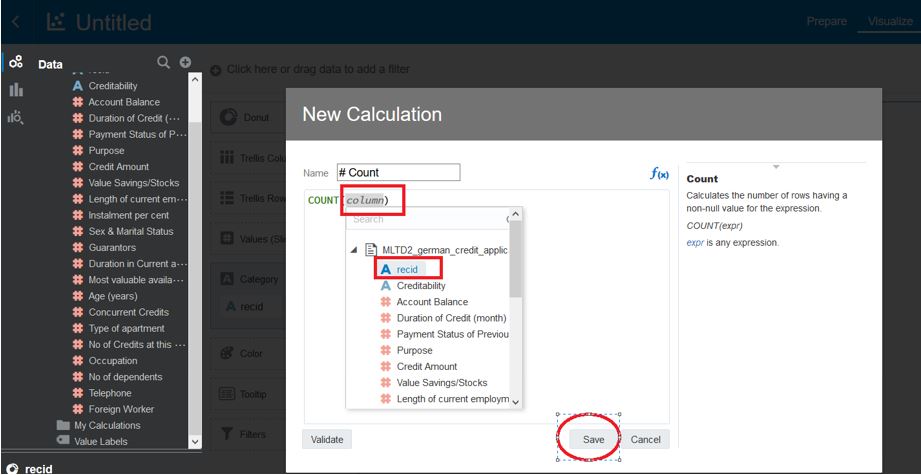 Untitled
Prepare
Visualize
Data
Click here or drag data to add a filter
Creditability
Account Balance
Duration of Credit (···
Payment Status of P···
Purpose
Credit Amount
Value Savings/Stocks
Length of current em···
Instalment per cent
Sex & Marital Status
Guarantors
Duration in Current a···
Most valuable availa···
Age (years)
Concurrent Credits
Type of apartment
No of Credits at this ···
Occupation
No of dependents
Telephone
Foreign Worker
My Calculations
Value Labels
recid
Donut
Trellis Colu
Trellis Row
Values (Sli
Category
recid
Color
Tooltip
Filters
New Calculation
Name
# Count
f(x)
COUNT(column)
Search
MLTD2_german_credit_applic
recid
Creditability
Account Balance
Duration of Credit (month)
Payment Status of Previou
Purpose
Credit Amount
Value Savings/Stocks
Length of current employm
Count
Calculates the number of rows having a
non-null value for the expression.
COUNT(expr)
expr is any expression.
Validate
Save
Cancel